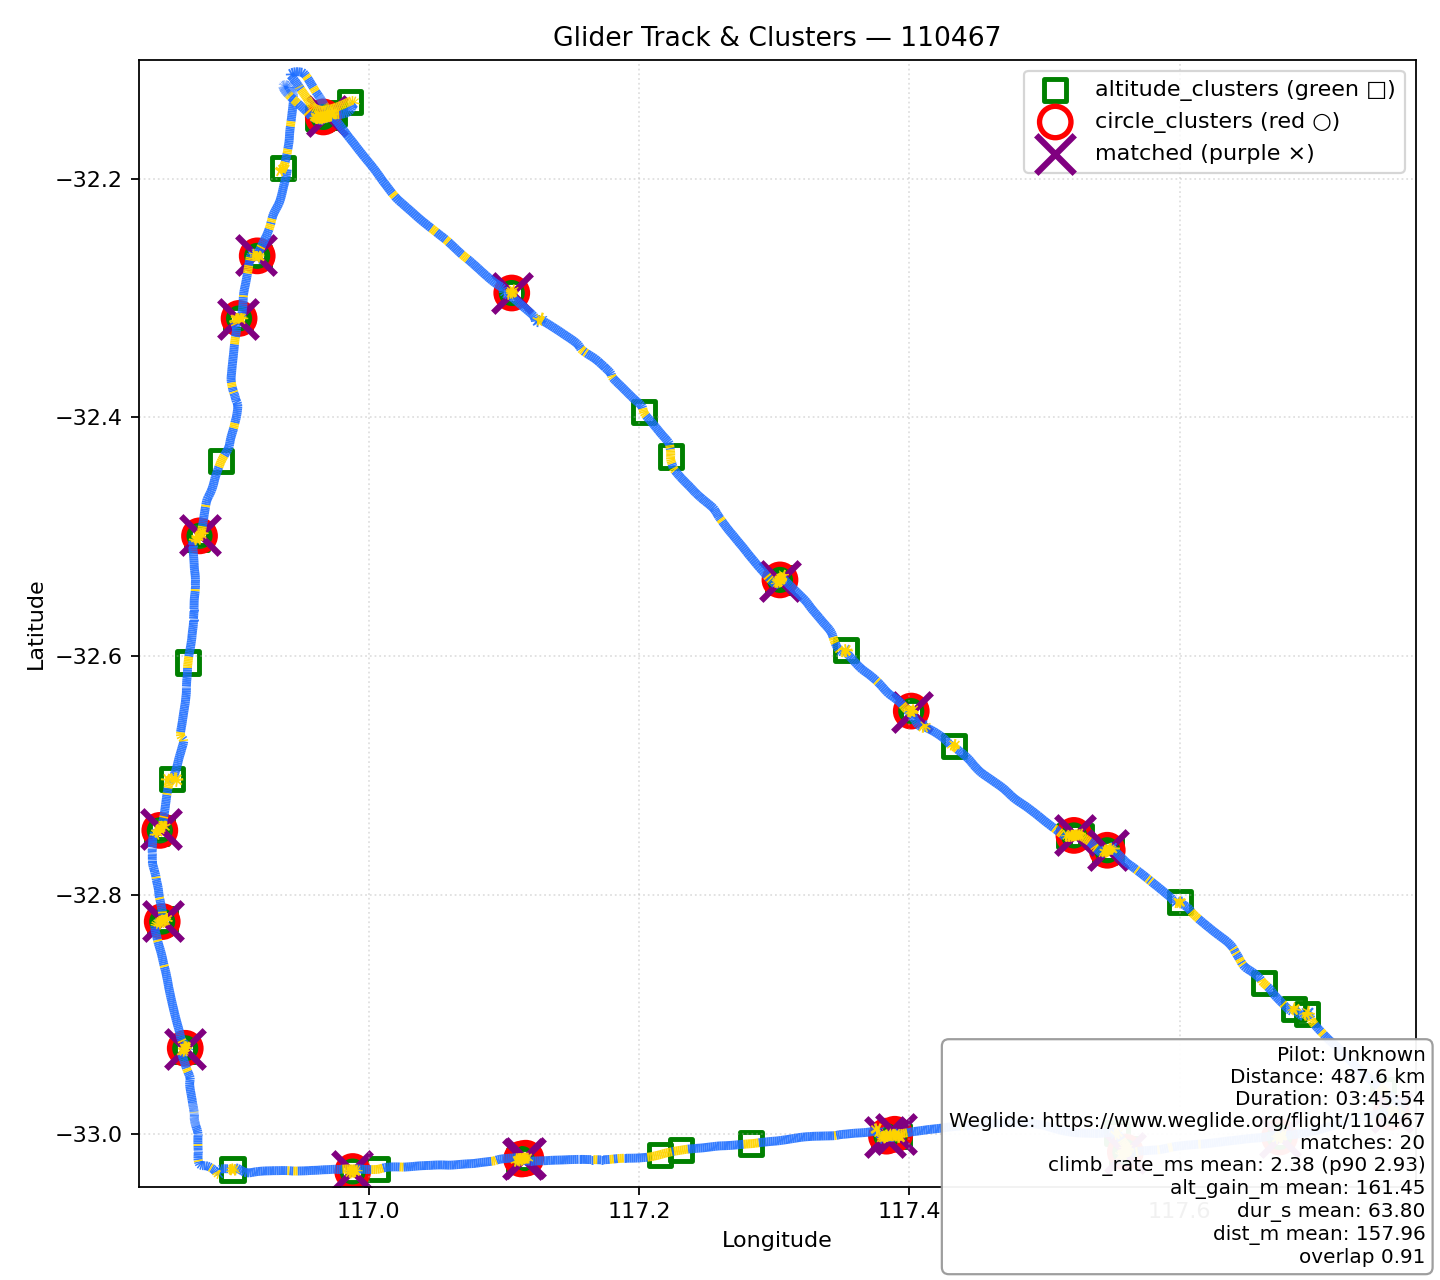 Glider Track & Clusters — 110467
altitude_clusters (green □)
circle_clusters (red ○)
matched (purple ×)
Latitude
−32.2
−32.4
−32.6
−32.8
−33.0
117.0
117.2
117.4
117.6
Longitude
Pilot: Unknown
Distance: 487.6 km
Duration: 03:45:54
Weglide: https://www.weglide.org/flight/110467
matches: 20
climb_rate_ms mean: 2.38 (p90 2.93)
alt_gain_m mean: 161.45
dur_s mean: 63.80
dist_m mean: 157.96
overlap 0.91